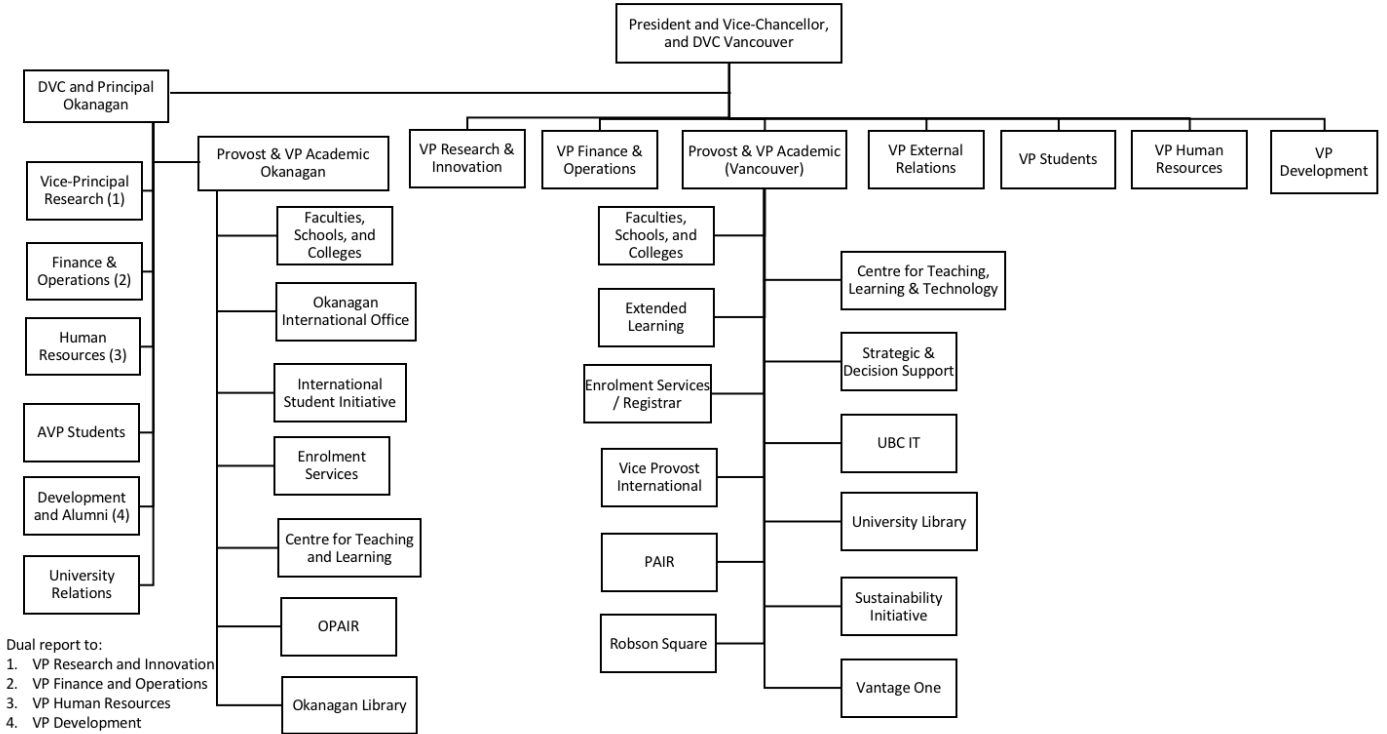 President and Vice-Chancellor,
and DVC Vancouver
DVC and Principal
Okanagan
Provost & VP Academic
Okanagan
VP Research &
Innovation
VP Finance &
Operations
Provost & VP Academic
(Vancouver)
VP External
Relations
VP Students
VP Human
Resources
VP
Development
Vice-Principal
Research (1)
Finance &
Operations (2)
Human
Resources (3)
AVP Students
Development
and Alumni (4)
University
Relations
Faculties,
Schools, and
Colleges
Okanagan
International Office
International
Student Initiative
Enrolment
Services
Centre for Teaching
and Learning
OPAIR
Okanagan Library
Faculties,
Schools, and
Colleges
Extended
Learning
Enrolment Services
/ Registrar
Vice Provost
International
PAIR
Robson Square
Centre for Teaching,
Learning & Technology
Strategic &
Decision Support
UBC IT
University Library
Sustainability
Initiative
Vantage One
Dual report to:
1. VP Research and Innovation
2. VP Finance and Operations
3. VP Human Resources
4. VP Development